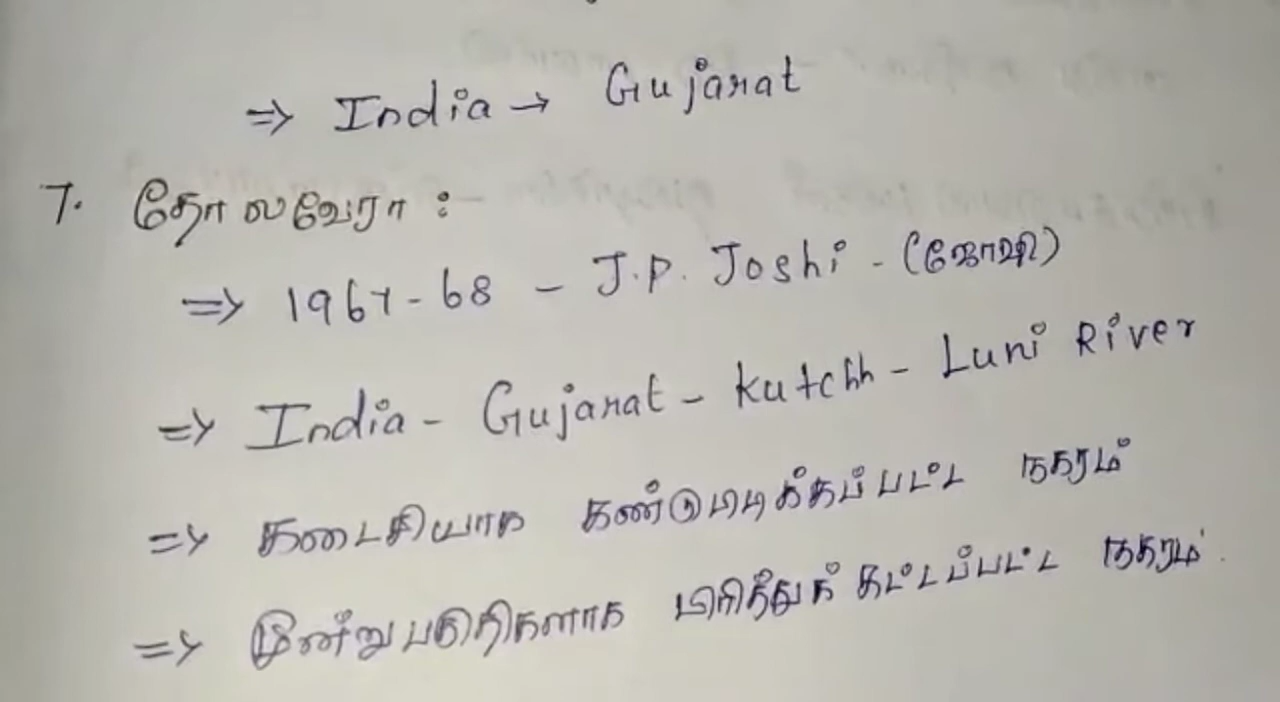 ⇒ India → Gujarat
7. தோலவேரா :
⇒ 1967-68 - J.P. Joshi - (ஜோஷி)
⇒ India - Gujarat - Kutchh - Luni River
⇒ கடைசியாக கண்டுபிடிக்கப்பட்ட நகரம்
⇒ மூன்று பகுதிகளாக பிரித்துக் கட்டப்பட்ட நகரம்.